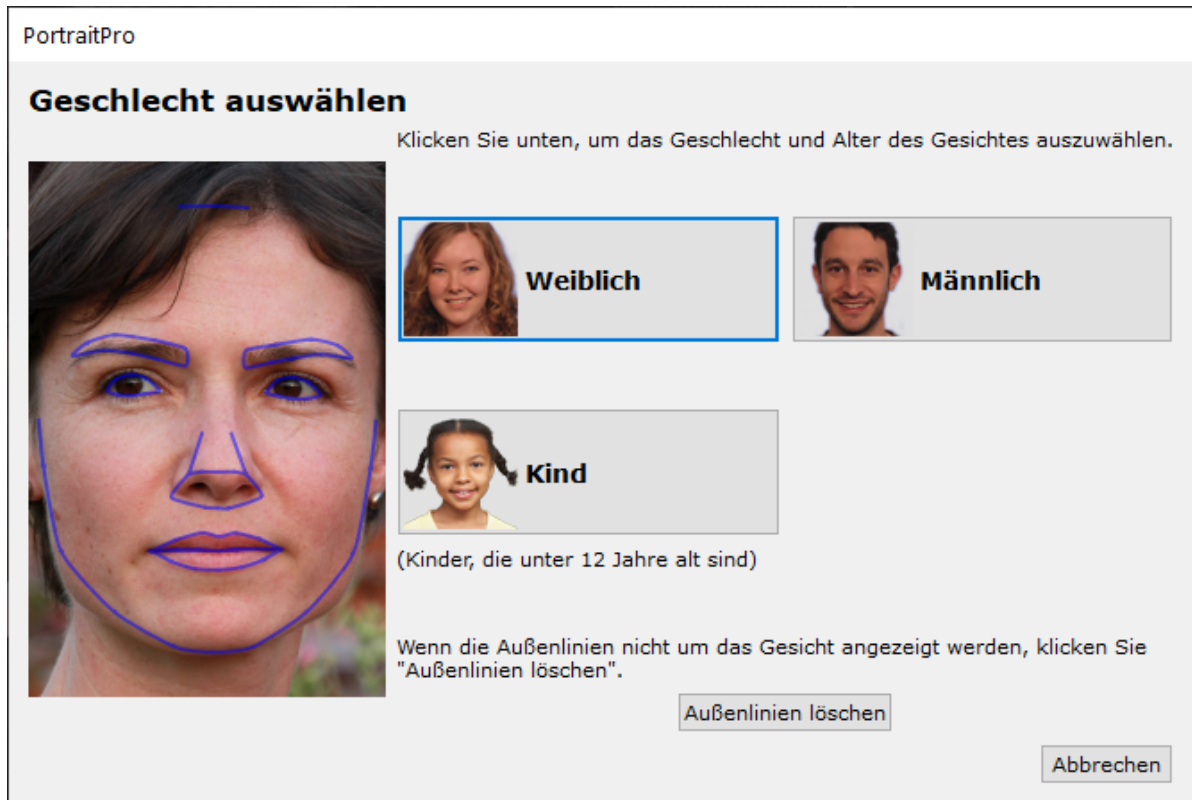 PortraitPro
Geschlecht auswählen
Klicken Sie unten, um das Geschlecht und Alter des Gesichtes auszuwählen.
Weiblich
Männlich
Kind
(Kinder, die unter 12 Jahre alt sind)
Wenn die Außenlinien nicht um das Gesicht angezeigt werden, klicken Sie
"Außenlinien löschen".
Außenlinien löschen
Abbrechen